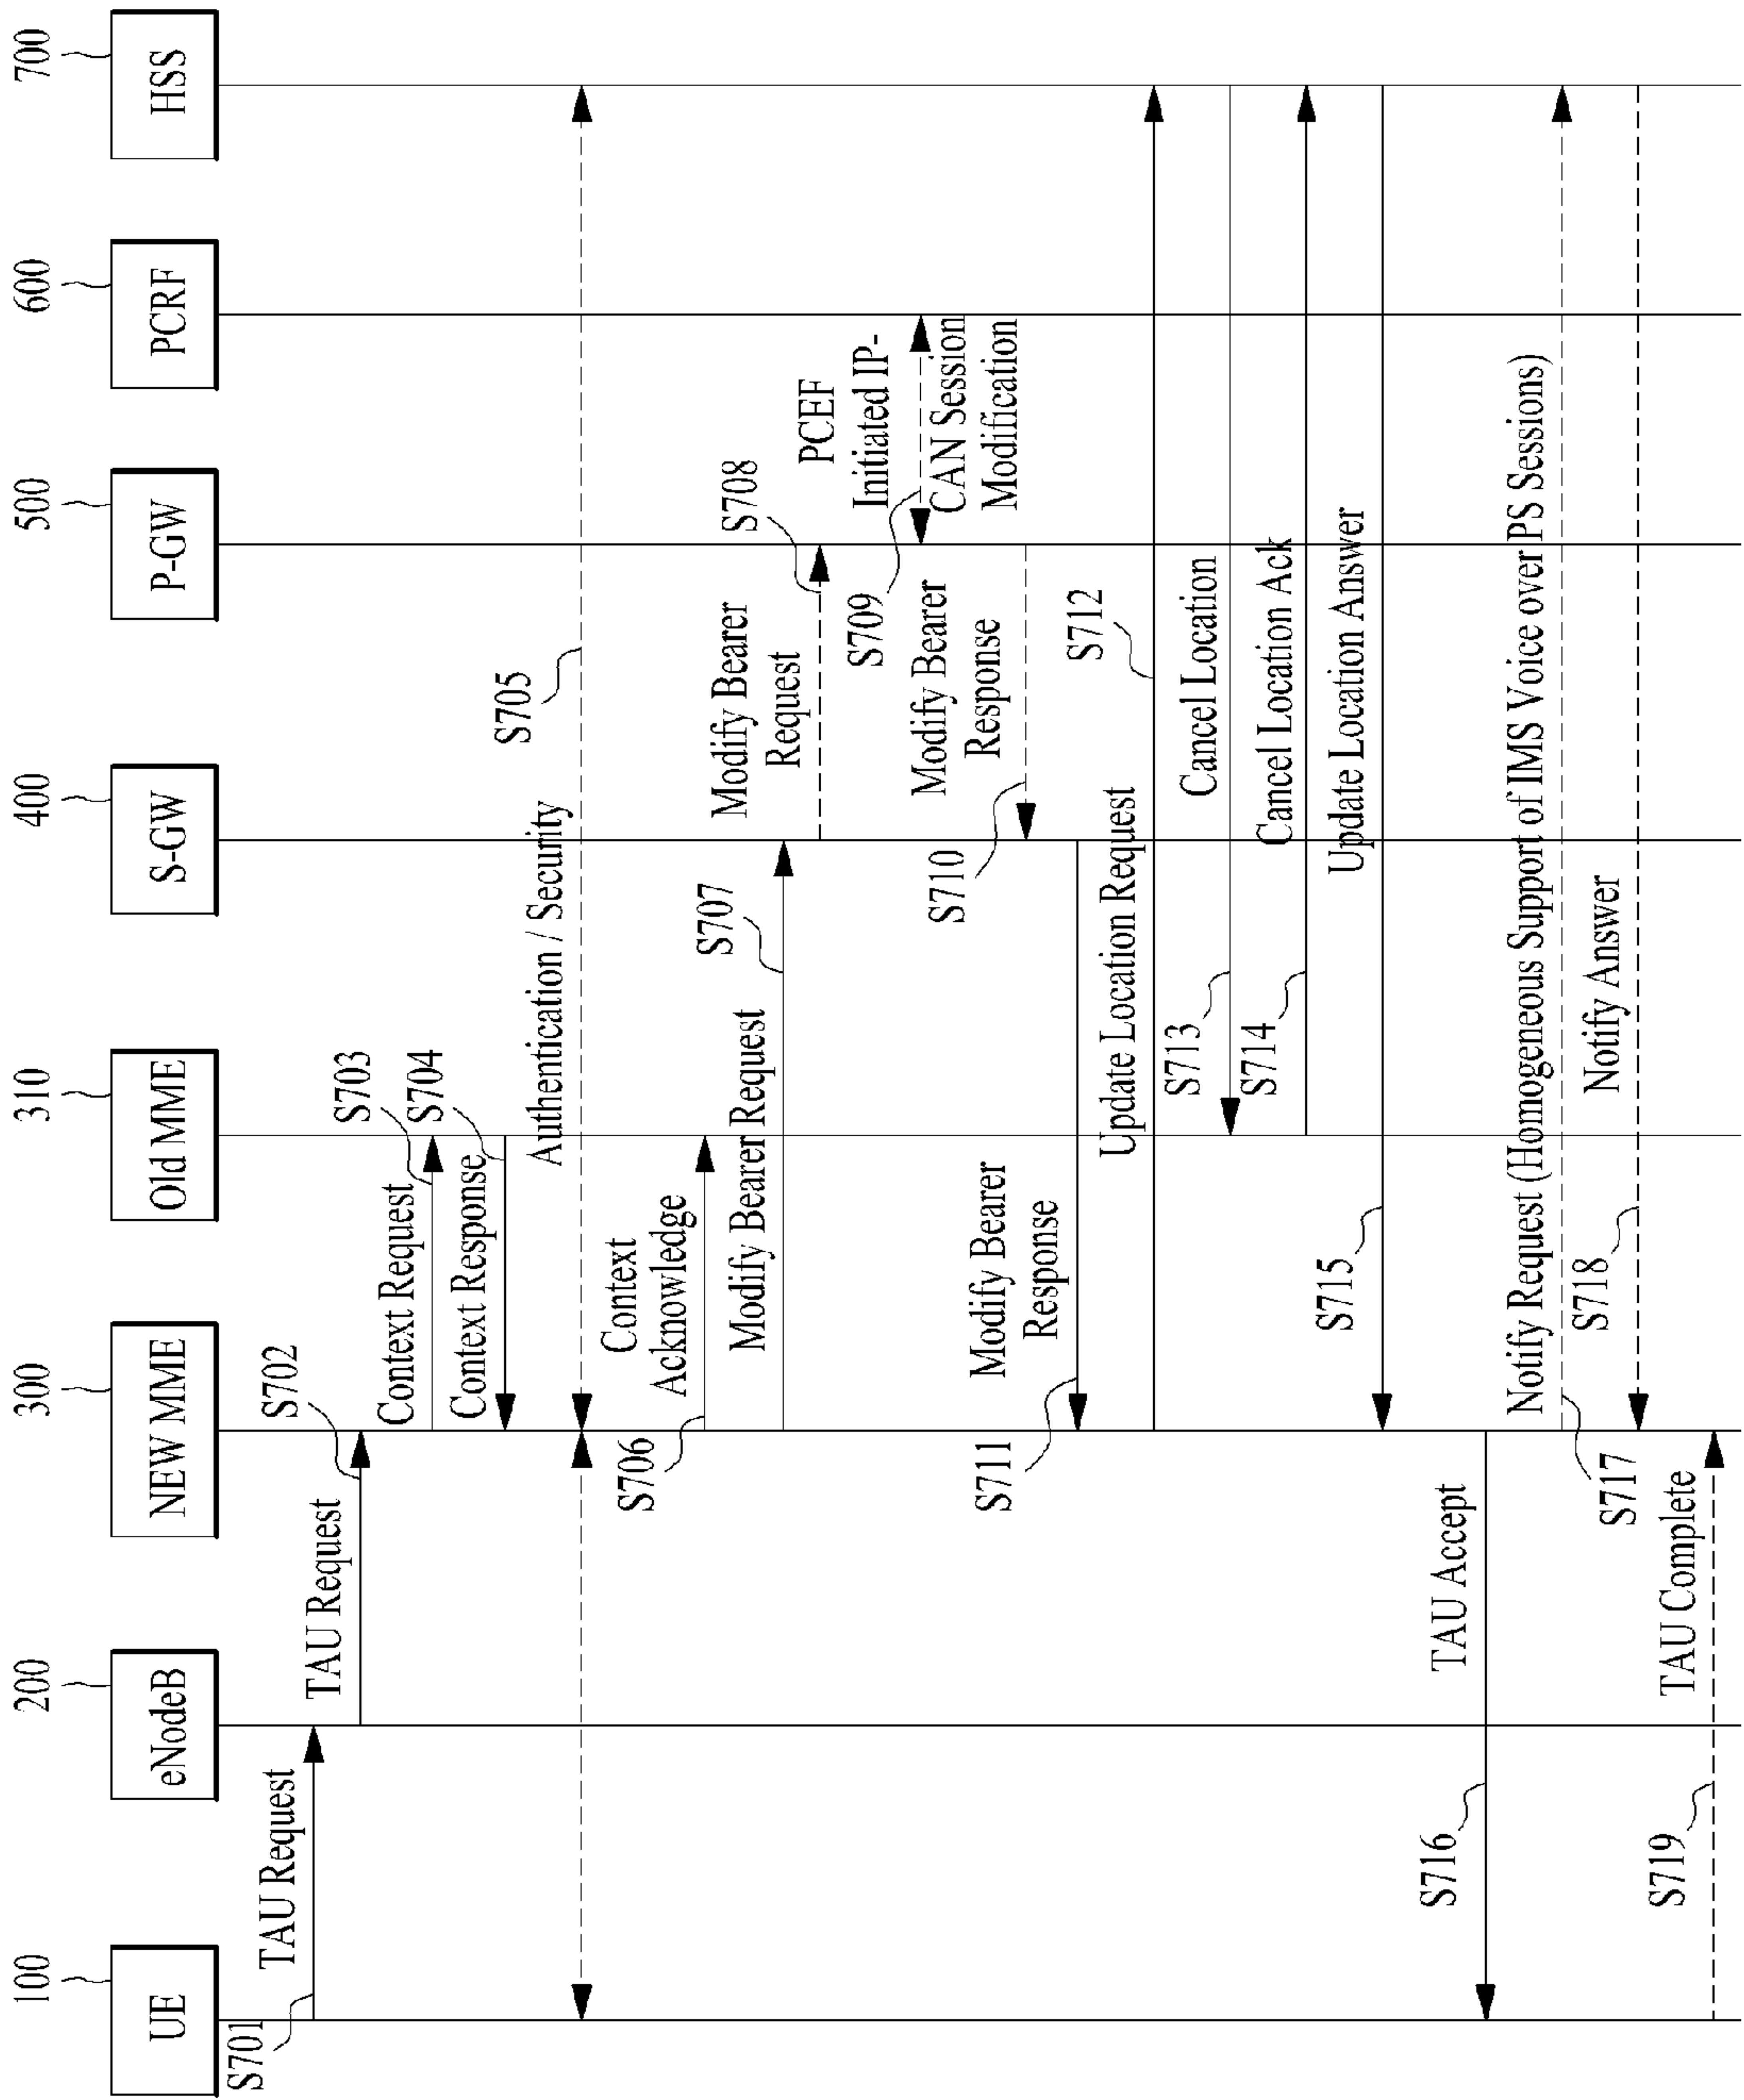 100
200
300
310
400
500
600
700
UE
eNodeB
NEW MME
Old MME
S-GW
P-GW
PCRF
HSS
S701
TAU Request
TAU Request
S702
Context Request
S703
Context Response
S704
Authentication / Security
S705
Context
Acknowledge
S706
Modify Bearer Request
S707
Modify Bearer
Request
S708
PCEF
Initiated IP-
CAN Session
Modification
S709
Modify Bearer
Response
S710
Modify Bearer
Response
S711
Update Location Request
S712
Cancel Location
S713
Cancel Location Ack
S714
Update Location Answer
S715
TAU Accept
S716
Notify Request (Homogeneous Support of IMS Voice over PS Sessions)
S717
Notify Answer
S718
TAU Complete
S719